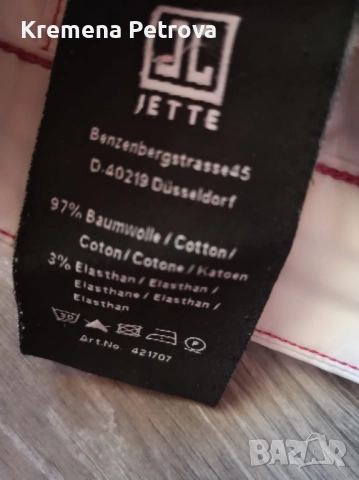 Kremena Petrova
JETTE
Benzenbergstrasse45
D-40219 Düsseldorf
97% Baumwolle / Cotton /
Coton / Cotone / Katoen
3% Elasthan / Elasthan /
Elasthane / Elasthan /
Elasthan
30
P
Art.No. 421707
BAZAR